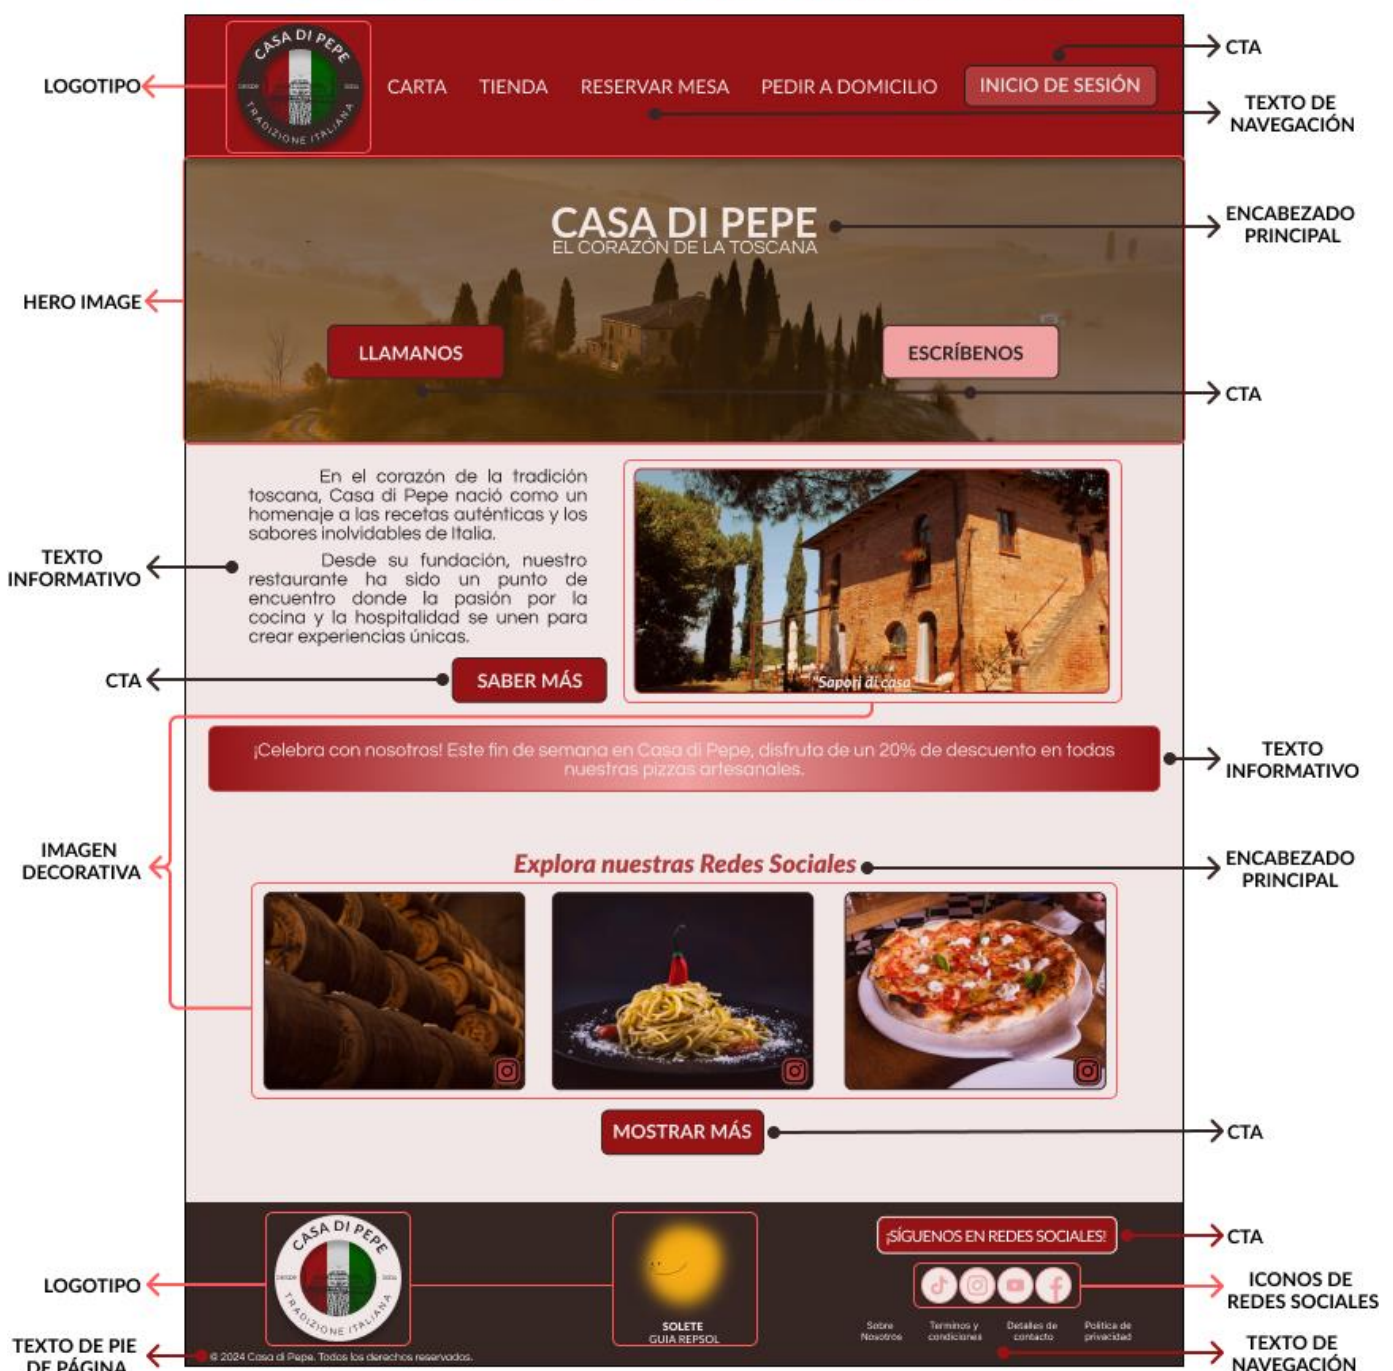 CTA
CASA DI PEPE
TRADIZIONE ITALIANA
LOGOTIPO
CARTA
TIENDA
RESERVAR MESA
PEDIR A DOMICILIO
INICIO DE SESIÓN
TEXTO DE
NAVEGACIÓN
CASA DI PEPE
EL CORAZÓN DE LA TOSCANA
ENCABEZADO
PRINCIPAL
HERO IMAGE
LLAMANOS
ESCRÍBENOS
CTA
En el corazón de la tradición
toscana, Casa di Pepe nació como un
homenaje a las recetas auténticas y los
sabores inolvidables de Italia.
Desde su fundación, nuestro
restaurante ha sido un punto de
encuentro donde la pasión por la
cocina y la hospitalidad se unen para
crear experiencias únicas.
TEXTO
INFORMATIVO
CTA
SABER MÁS
"Sapori di casa"
¡Celebra con nosotros! Este fin de semana en Casa di Pepe, disfruta de un 20% de descuento en todas
nuestras pizzas artesanales.
TEXTO
INFORMATIVO
IMAGEN
DECORATIVA
Explora nuestras Redes Sociales
ENCABEZADO
PRINCIPAL
MOSTRAR MÁS
CTA
CASA DI PEPE
TRADIZIONE ITALIANA
LOGOTIPO
SOLETE
GUIA REPSOL
¡SÍGUENOS EN REDES SOCIALES!
CTA
ICONOS DE
REDES SOCIALES
Sobre
Nosotros
Terminos y
condiciones
Detalles de
contacto
Politica de
privacidad
TEXTO DE
NAVEGACIÓN
TEXTO DE PIE
DE PÁGINA
© 2024 Casa di Pepe. Todos los derechos reservados.